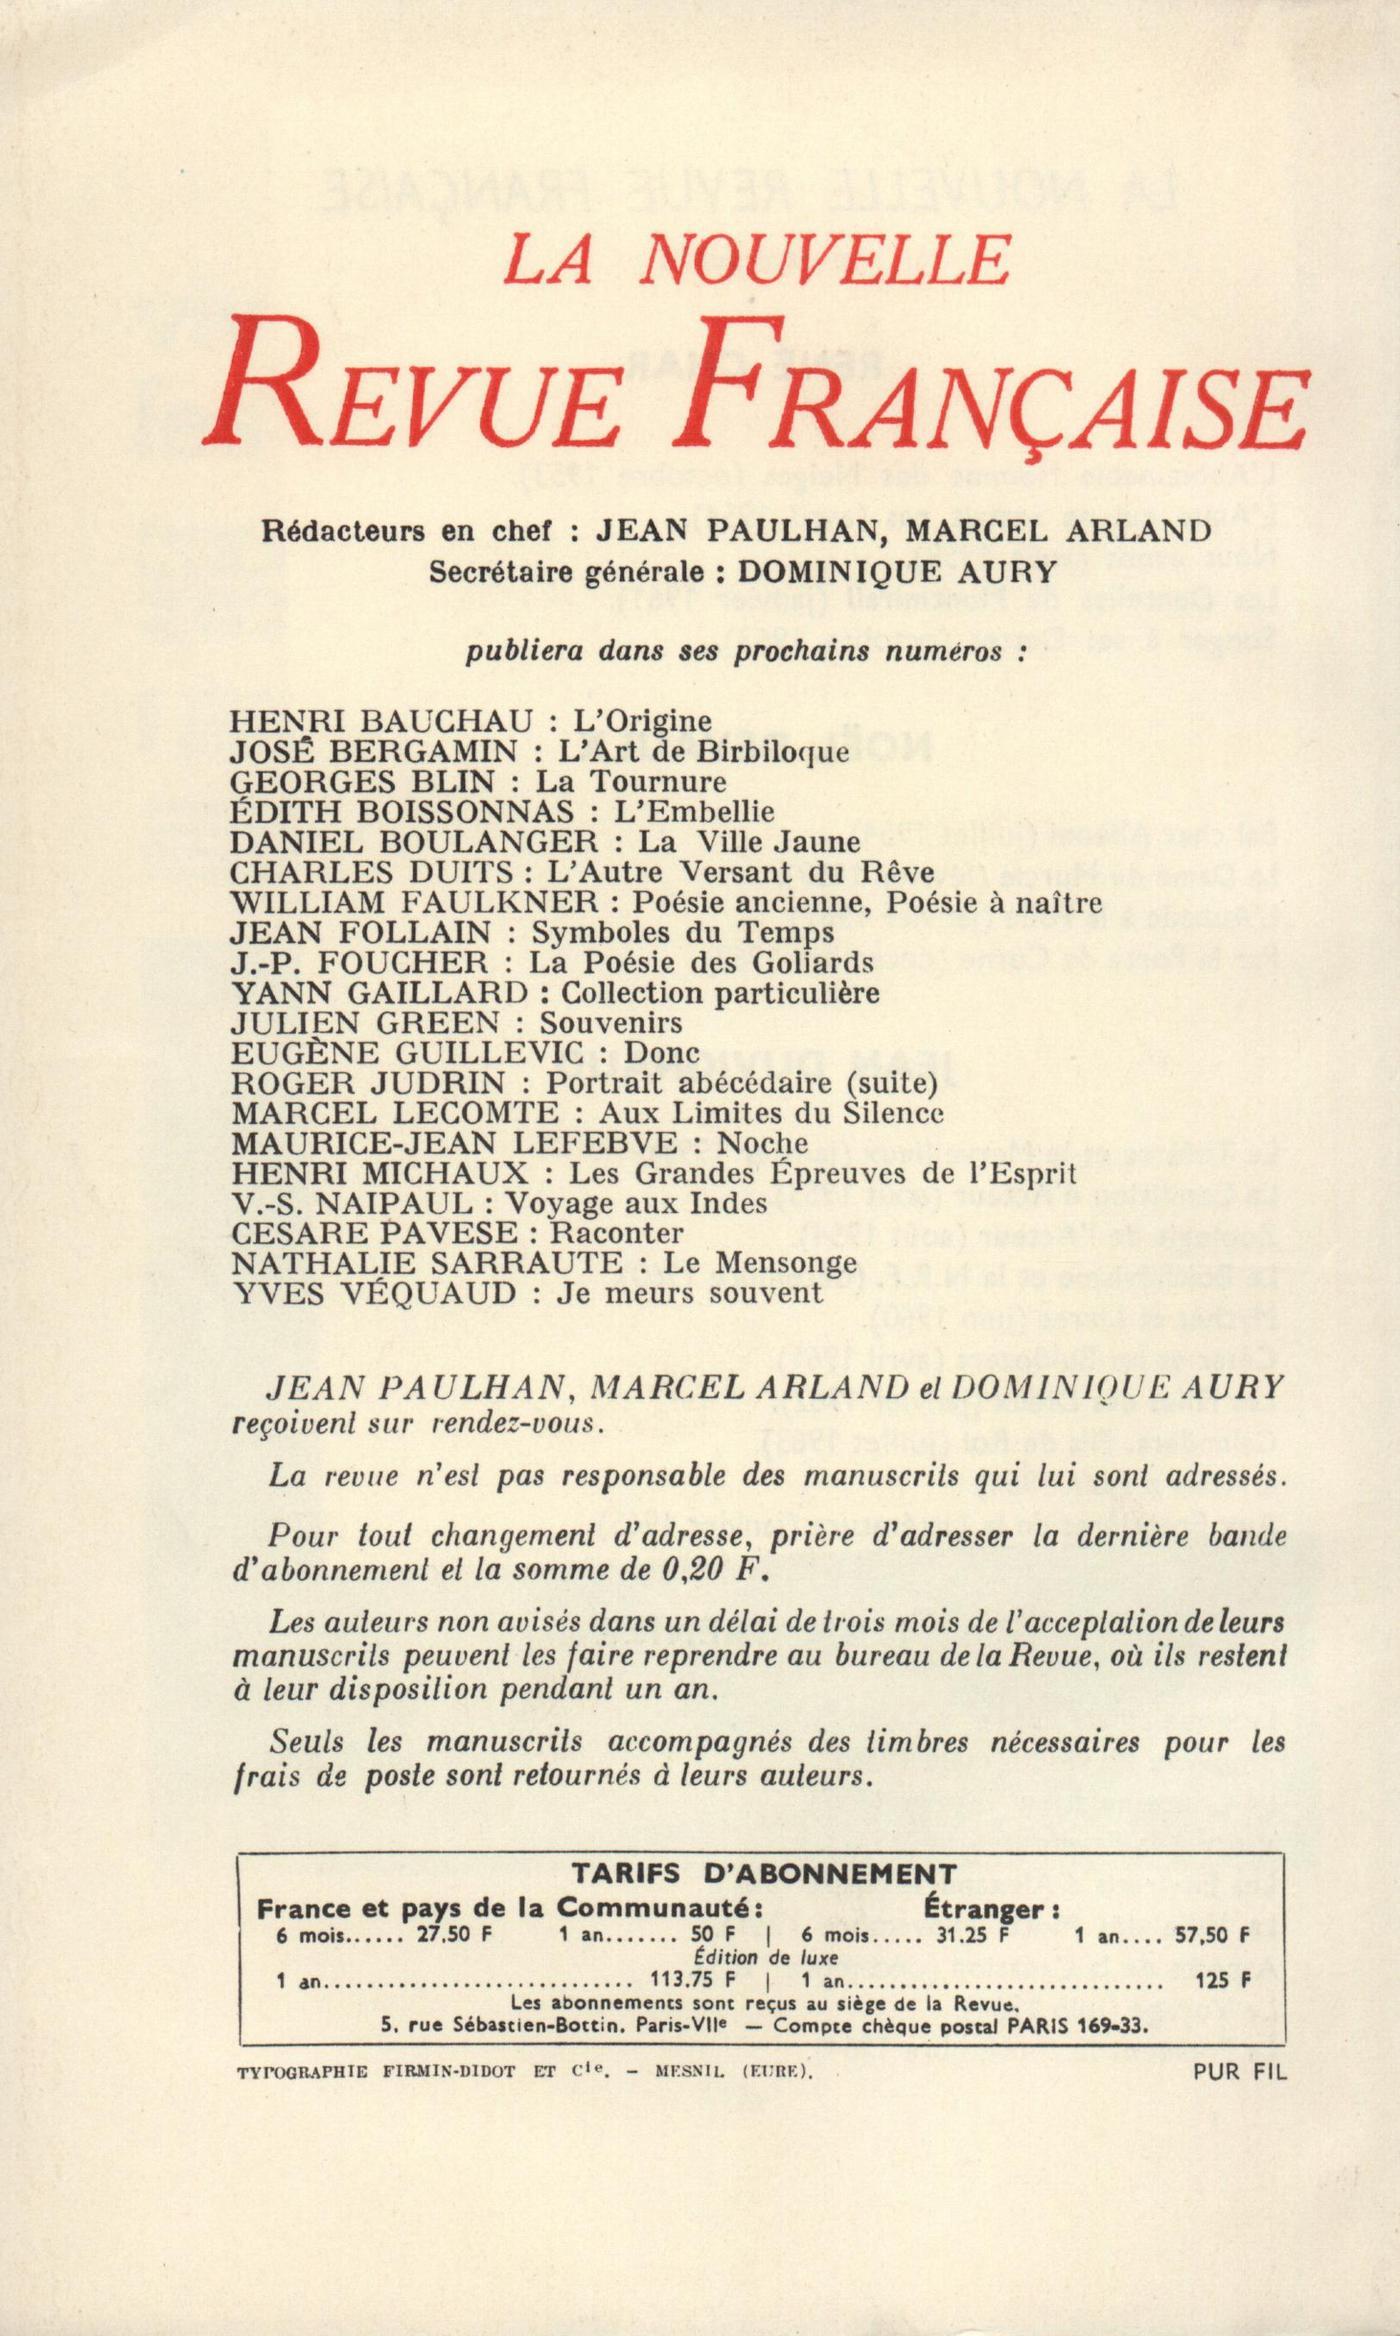 LA NOUVELLE
REVUE FRANÇAISE
Rédacteurs en chef : JEAN PAULHAN, MARCEL ARLAND
Secrétaire générale : DOMINIQUE AURY
publiera dans ses prochains numéros :
HENRI BAUCHAU : L'Origine
JOSÉ BERGAMIN : L'Art de Birbiloque
GEORGES BLIN : La Tournure
ÉDITH BOISSONNAS : L'Embellie
DANIEL BOULANGER : La Ville Jaune
CHARLES DUITS : L'Autre Versant du Rêve
WILLIAM FAULKNER : Poésie ancienne, Poésie à naître
JEAN FOLLAIN : Symboles du Temps
J.-P. FOUCHER : La Poésie des Goliards
YANN GAILLARD : Collection particulière
JULIEN GREEN : Souvenirs
EUGÈNE GUILLEVIC : Donc
ROGER JUDRIN : Portrait abécédaire (suite)
MARCEL LECOMTE : Aux Limites du Silence
MAURICE-JEAN LEFEBVE : Noche
HENRI MICHAUX : Les Grandes Épreuves de l'Esprit
V.-S. NAIPAUL : Voyage aux Indes
CESARE PAVESE : Raconter
NATHALIE SARRAUTE : Le Mensonge
YVES VÉQUAUD : Je meurs souvent
JEAN PAULHAN, MARCEL ARLAND et DOMINIQUE AURY
reçoivent sur rendez-vous.
La revue n'est pas responsable des manuscrits qui lui sont adressés.
Pour tout changement d'adresse, prière d'adresser la dernière bande
d'abonnement et la somme de 0,20 F.
Les auteurs non avisés dans un délai de trois mois de l'acceptation de leurs
manuscrits peuvent les faire reprendre au bureau de la Revue, où ils restent
à leur disposition pendant un an.
Seuls les manuscrits accompagnés des timbres nécessaires pour les
frais de poste sont retournés à leurs auteurs.
TARIFS D'ABONNEMENT
France et pays de la Communauté : Étranger :
6 mois...... 27.50 F 1 an....... 50 F | 6 mois..... 31.25 F 1 an.... 57,50 F
Édition de luxe
1 an.............................. 113.75 F | 1 an.............................. 125 F
Les abonnements sont reçus au siège de la Revue.
5, rue Sébastien-Bottin. Paris-VIIe — Compte chèque postal PARIS 169-33.
TYPOGRAPHIE FIRMIN-DIDOT ET Cie. – MESNIL (EURE). PUR FIL